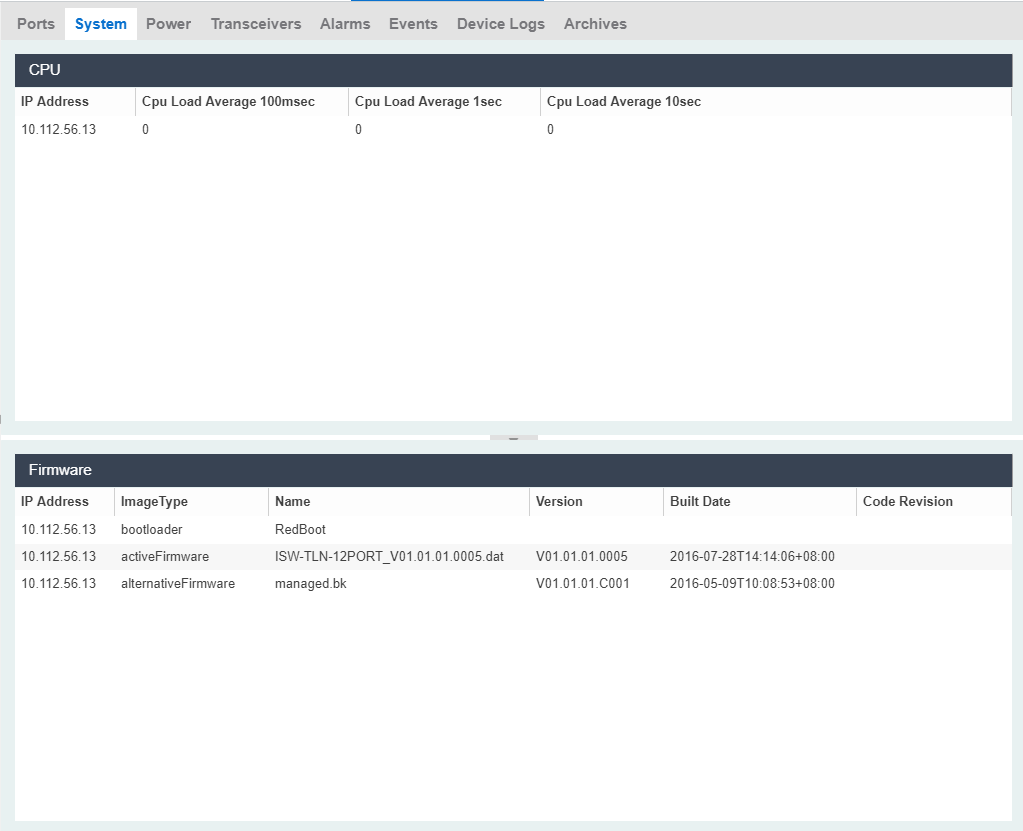 Ports System Power Transceivers Alarms Events Device Logs Archives
CPU
IP Address Cpu Load Average 100msec Cpu Load Average 1sec Cpu Load Average 10sec
10.112.56.13 0 0 0
Firmware
IP Address ImageType Name Version Built Date Code Revision
10.112.56.13 bootloader RedBoot
10.112.56.13 activeFirmware ISW-TLN-12PORT_V01.01.01.0005.dat V01.01.01.0005 2016-07-28T14:14:06+08:00
10.112.56.13 alternativeFirmware managed.bk V01.01.01.C001 2016-05-09T10:08:53+08:00